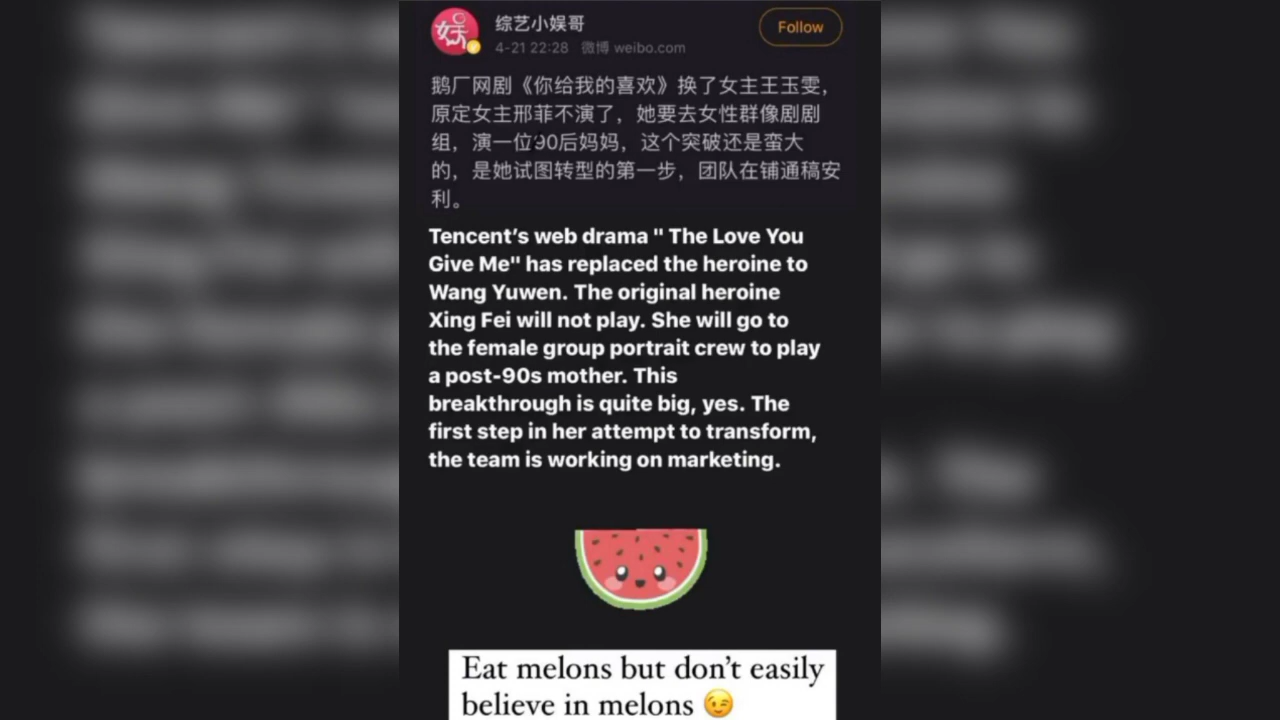 综艺小娱哥
Follow
4-21 22:28 微博 weibo.com
鹅厂网剧《你给我的喜欢》换了女主王玉雯，
原定女主邢菲不演了，她要去女性群像剧剧
组，演一位90后妈妈，这个突破还是蛮大
的，是她试图转型的第一步，团队在铺通稿安
利。
Tencent’s web drama " The Love You
Give Me" has replaced the heroine to
Wang Yuwen. The original heroine
Xing Fei will not play. She will go to
the female group portrait crew to play
a post-90s mother. This
breakthrough is quite big, yes. The
first step in her attempt to transform,
the team is working on marketing.
Eat melons but don’t easily
believe in melons 😉